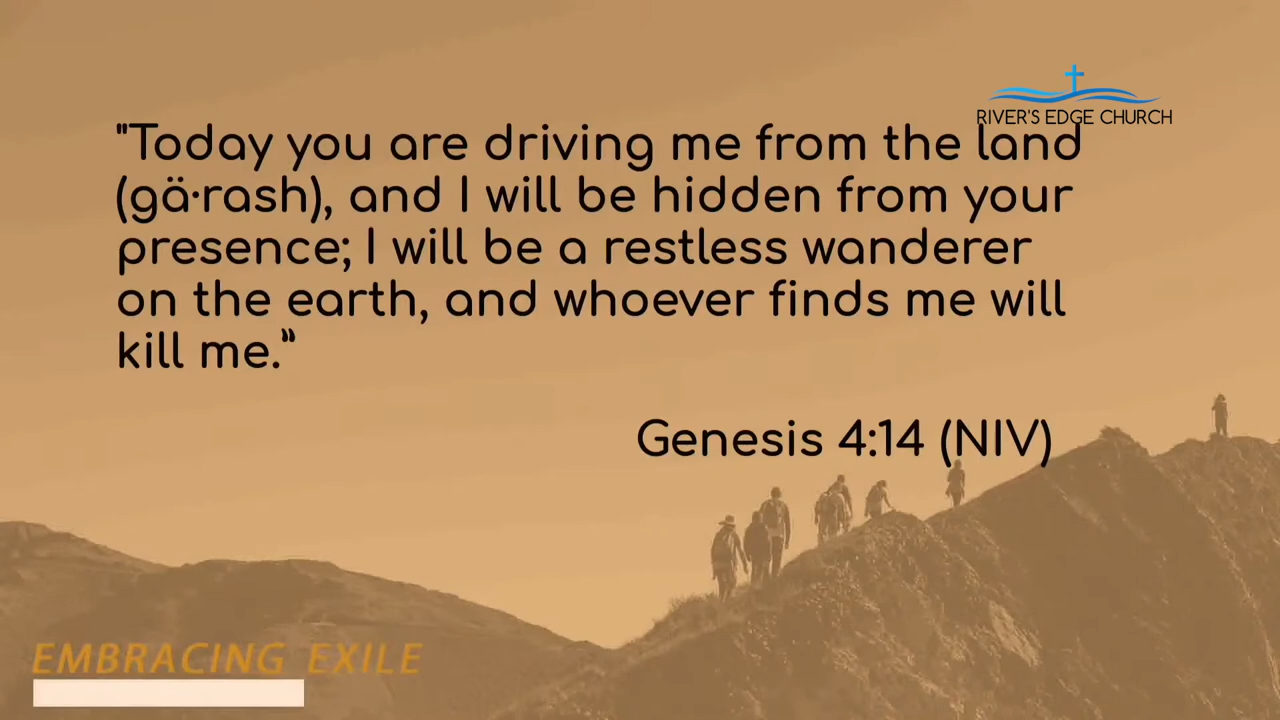 RIVER'S EDGE CHURCH
"Today you are driving me from the land
(gä·rash), and I will be hidden from your
presence; I will be a restless wanderer
on the earth, and whoever finds me will
kill me.”
Genesis 4:14 (NIV)
EMBRACING EXILE